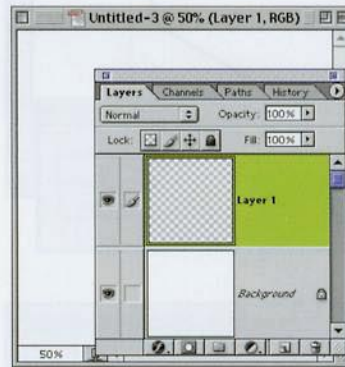 Untitled-3 @ 50% (Layer 1, RGB)
Layers Channels Paths History
Normal Opacity: 100%
Lock: Fill: 100%
Layer 1
Background
50%